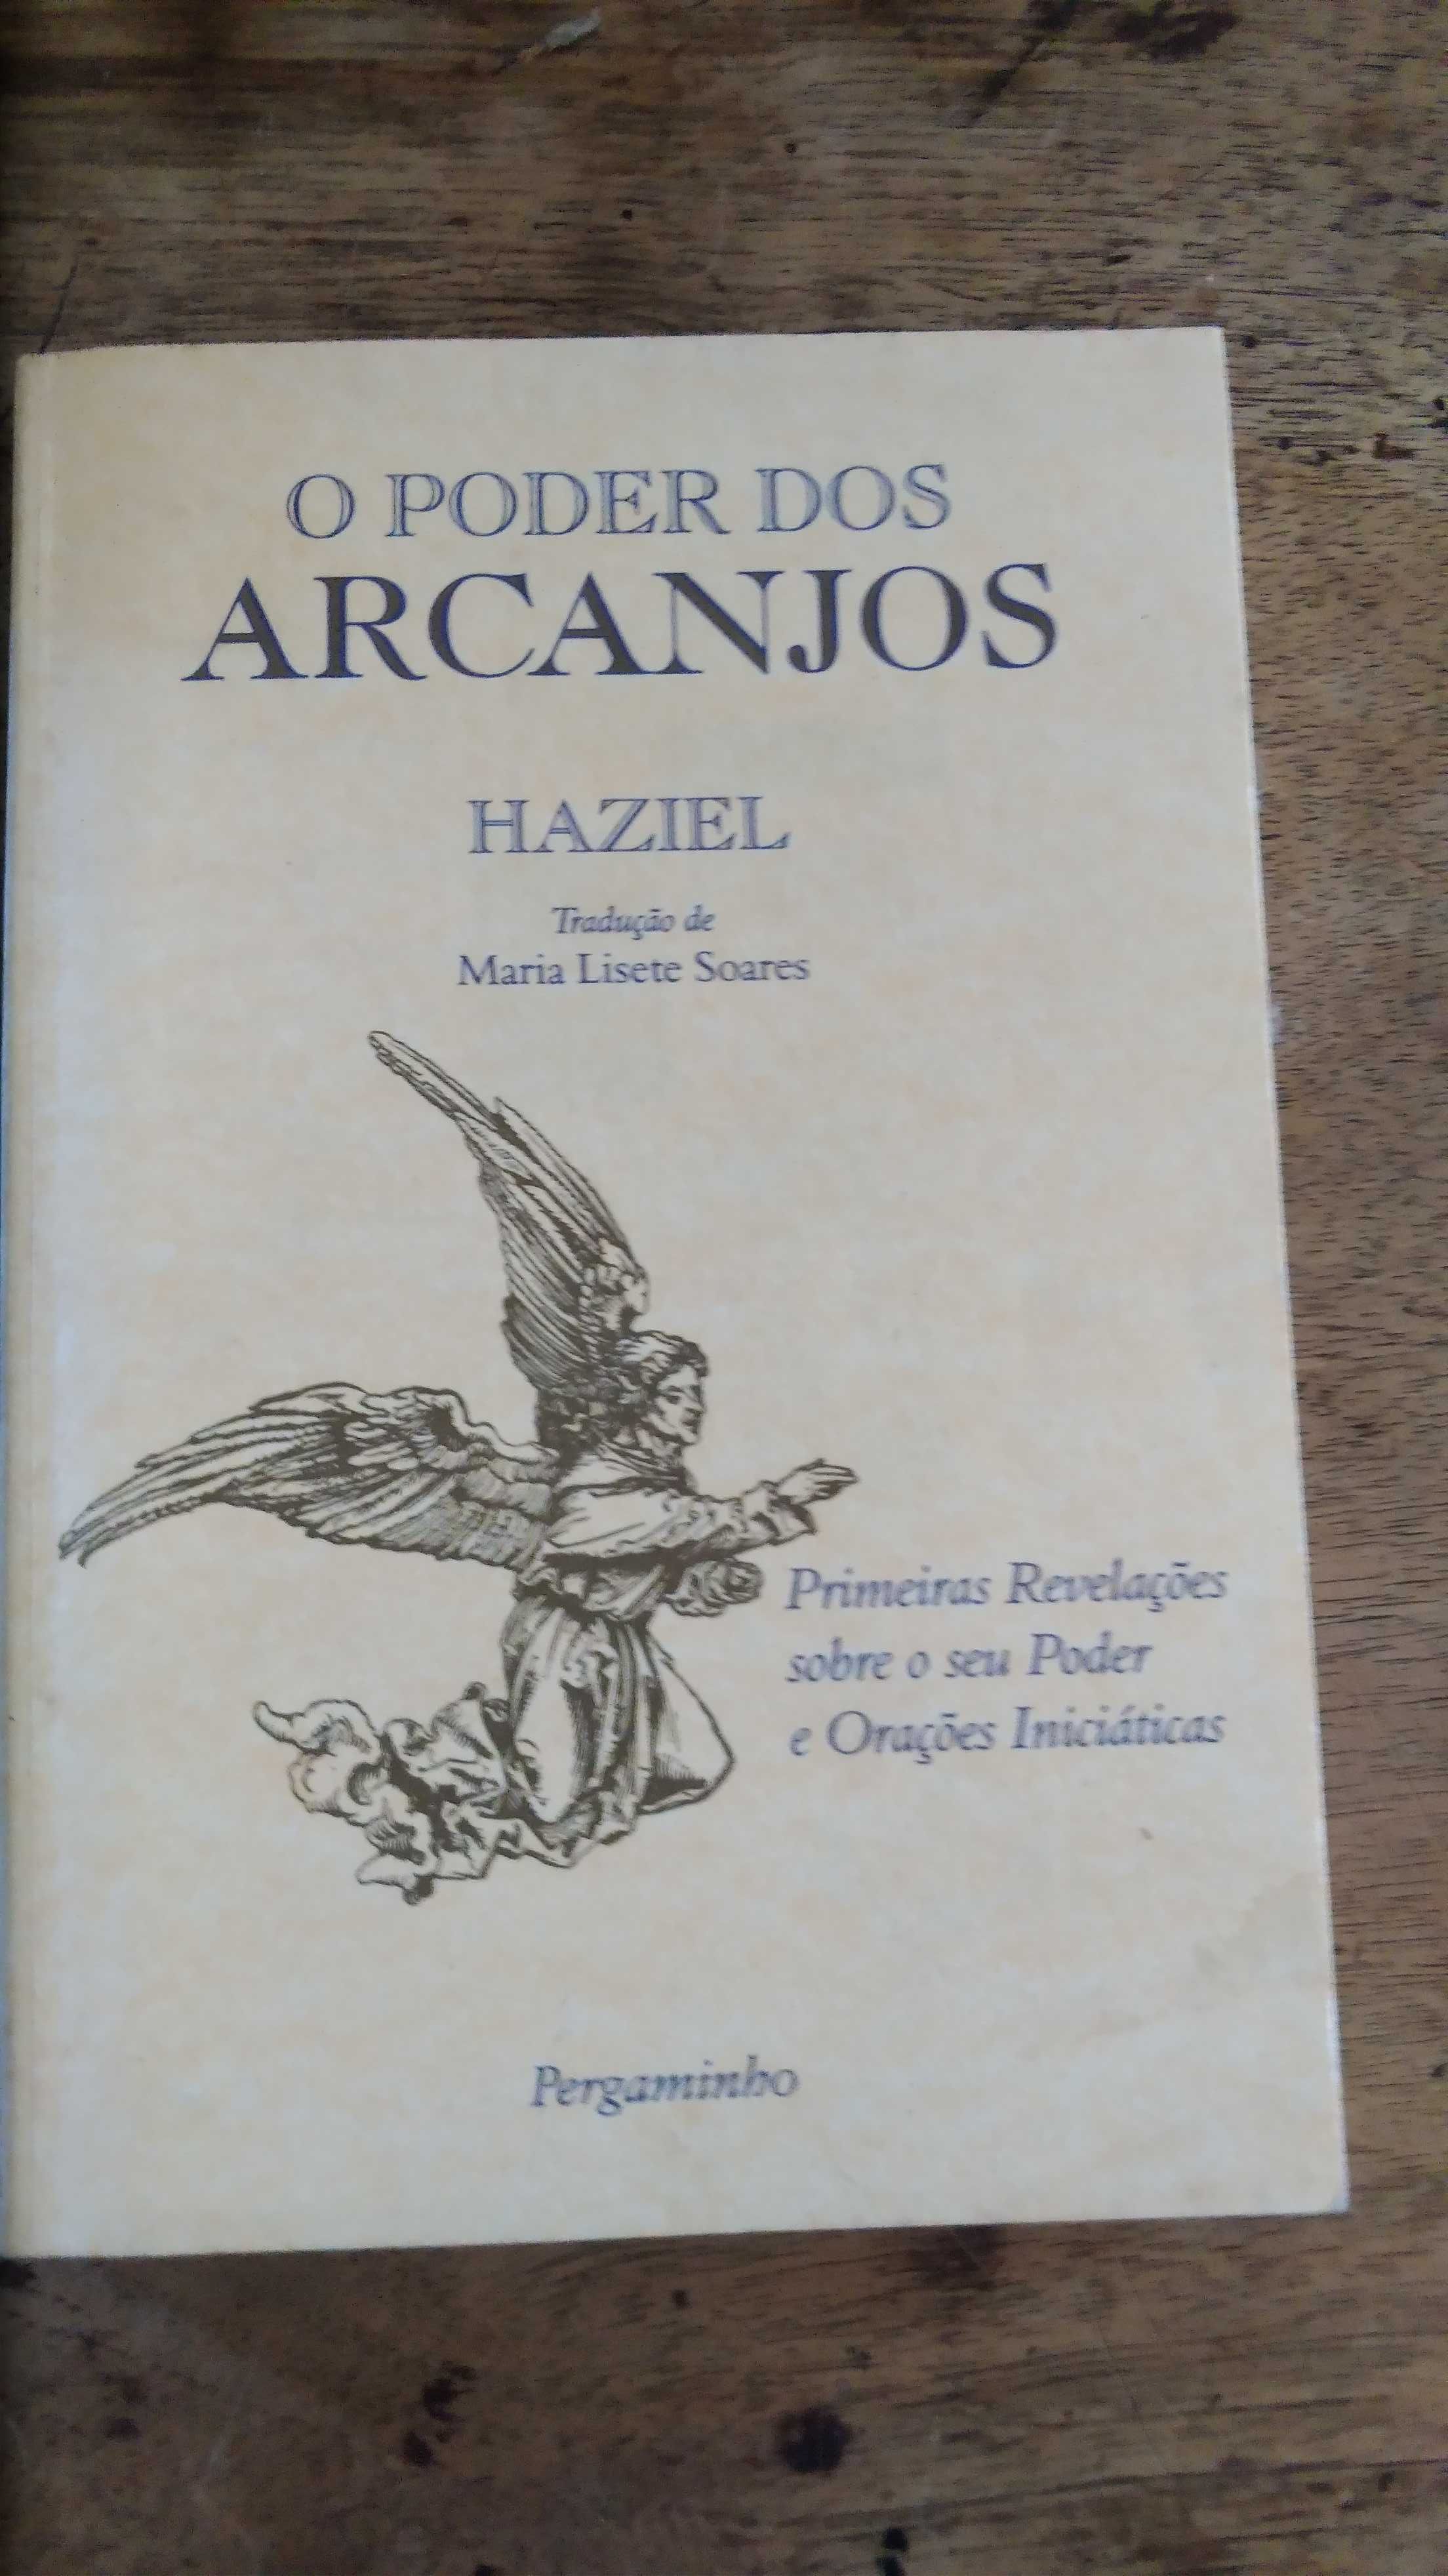 O PODER DOS
ARCANJOS
HAZIEL
Tradução de
Maria Lisete Soares
Primeiras Revelações
sobre o seu Poder
e Orações Iniciáticas
Pergaminho